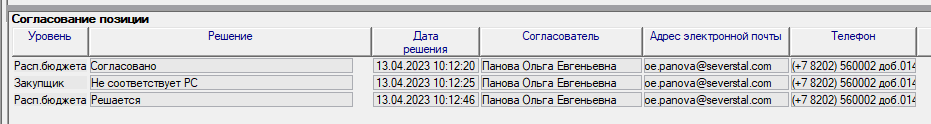 Согласование позиции
Уровень Решение Дата решения Согласователь Адрес электронной почты Телефон
Расп.бюджета Согласовано 13.04.2023 10:12:20 Панова Ольга Евгеньевна oe.panova@severstal.com (+7 8202) 560002 доб.014
Закупщик Не соответствует РС 13.04.2023 10:12:25 Панова Ольга Евгеньевна oe.panova@severstal.com (+7 8202) 560002 доб.014
Расп.бюджета Решается 13.04.2023 10:12:46 Панова Ольга Евгеньевна oe.panova@severstal.com (+7 8202) 560002 доб.014